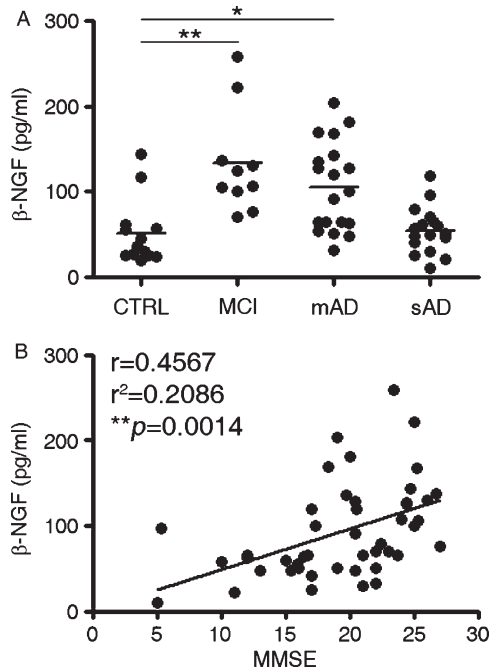 A
300
*
**
200
β-NGF (pg/ml)
100
0
CTRL MCI mAD sAD
B
300
r=0.4567
r²=0.2086
**p=0.0014
200
β-NGF (pg/ml)
100
0
0 5 10 15 20 25 30
MMSE